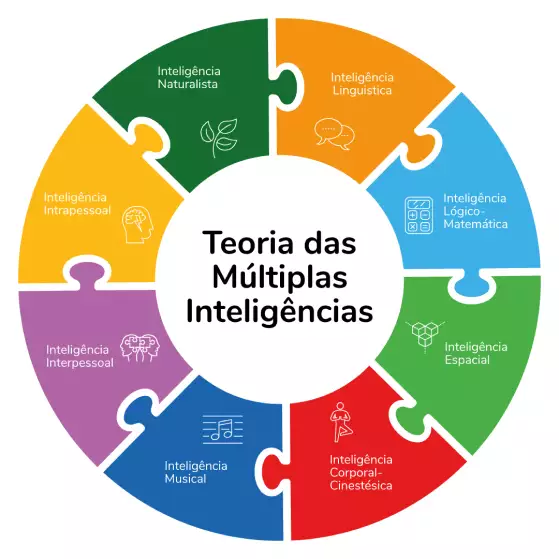 Teoria das
Múltiplas
Inteligências
Inteligência
Linguistica
Inteligência
Lógico-
Matemática
Inteligência
Espacial
Inteligência
Corporal-
Cinestésica
Inteligência
Musical
Inteligência
Interpessoal
Inteligência
Intrapessoal
Inteligência
Naturalista